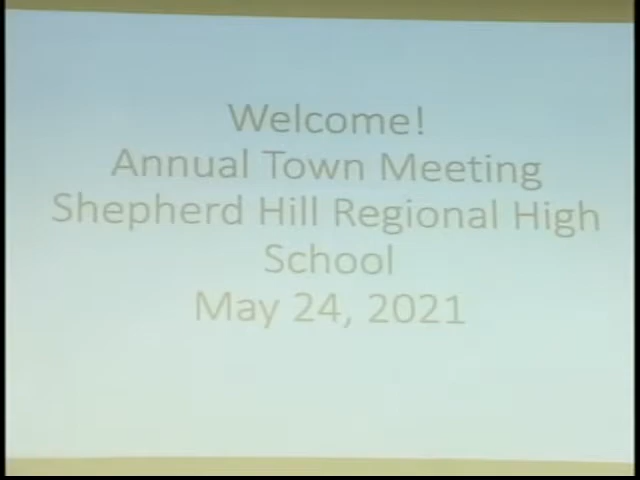 Welcome!
Annual Town Meeting
Shepherd Hill Regional High
School
May 24, 2021